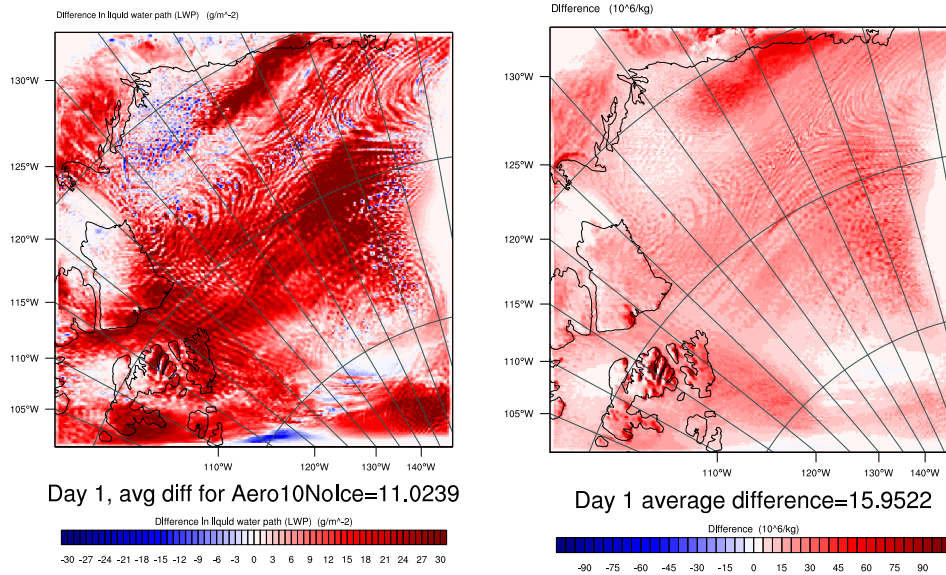 Difference in liquid water path (LWP) (g/m^-2)
130°W
125°W
120°W
115°W
110°W
105°W
110°W 120°W 130°W 140°W
Day 1, avg diff for Aero10NoIce=11.0239
Difference in liquid water path (LWP) (g/m^-2)
-30 -27 -24 -21 -18 -15 -12 -9 -6 -3 0 3 6 9 12 15 18 21 24 27 30
Difference (10^6/kg)
130°W
125°W
120°W
115°W
110°W
105°W
110°W 120°W 130°W 140°W
Day 1 average difference=15.9522
Difference (10^6/kg)
-90 -75 -60 -45 -30 -15 0 15 30 45 60 75 90